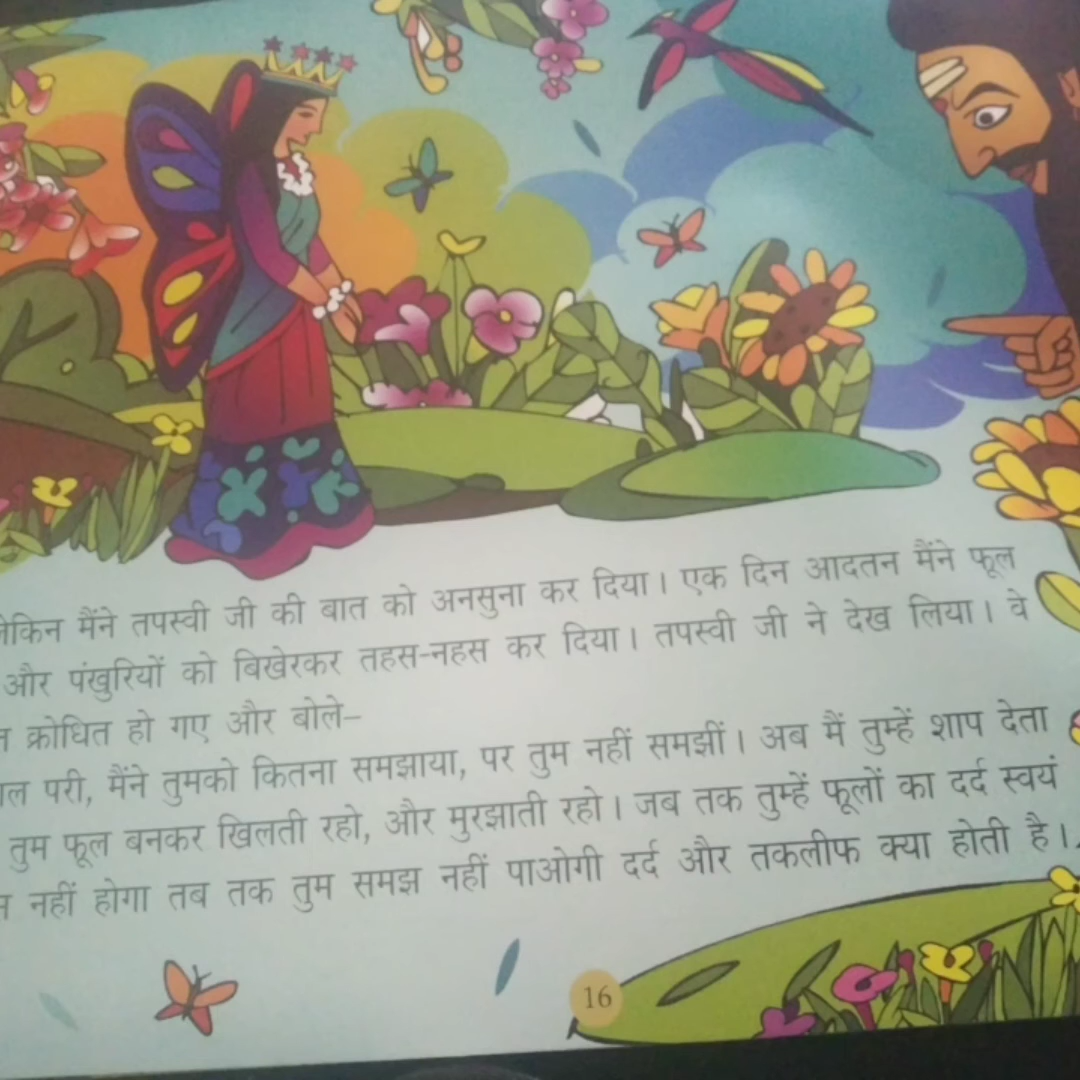 मैंने तपस्वी जी की बात को अनसुना कर दिया। एक दिन आदतन मैंने फूल
और पंखुरियों को बिखेरकर तहस-नहस कर दिया। तपस्वी जी ने देख लिया। वे
क्रोधित हो गए और बोले–
परी, मैंने तुमको कितना समझाया, पर तुम नहीं समझीं। अब मैं तुम्हें शाप देता
तुम फूल बनकर खिलती रहो, और मुरझाती रहो। जब तक तुम्हें फूलों का दर्द स्वयं
नहीं होगा तब तक तुम समझ नहीं पाओगी दर्द और तकलीफ क्या होती है।
16